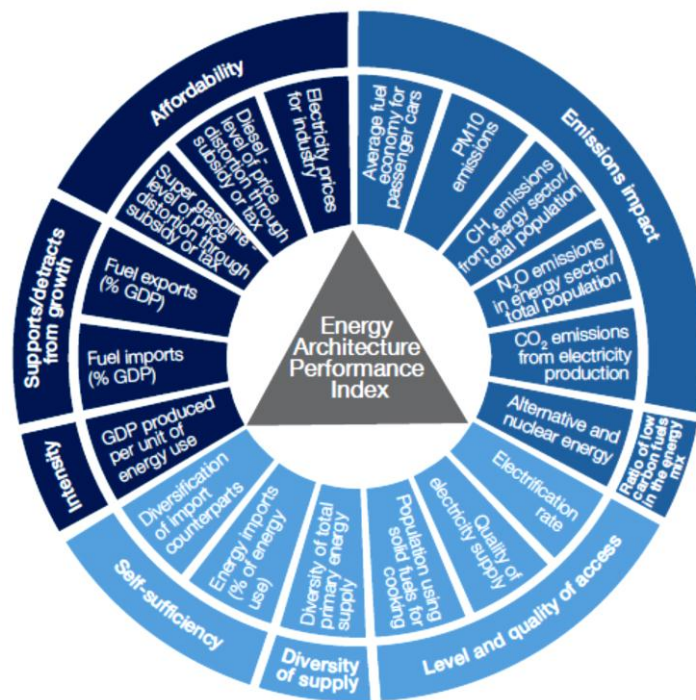 Energy
Architecture
Performance
Index
Affordability
Electricity prices
for industry
Diesel -
level of price
distortion through
subsidy or tax
Super gasoline -
level of price
distortion through
subsidy or tax
Supports/detracts
from growth
Fuel exports
(% GDP)
Fuel imports
(% GDP)
Intensity
GDP produced
per unit of
energy use
Emissions impact
Average fuel
economy for
passenger cars
PM10
emissions
CH₄ emissions
from energy sector/
total population
N₂O emissions
in energy sector/
total population
CO₂ emissions
from electricity
production
Ratio of low
carbon fuels
in the energy
mix
Alternative and
nuclear energy
Level and quality of access
Electrification
rate
Quality of
electricity supply
Population using
solid fuels for
cooking
Diversity
of supply
Diversity of total
primary energy
supply
Self-sufficiency
Energy imports
(% of energy
use)
Diversification
of import
counterparts